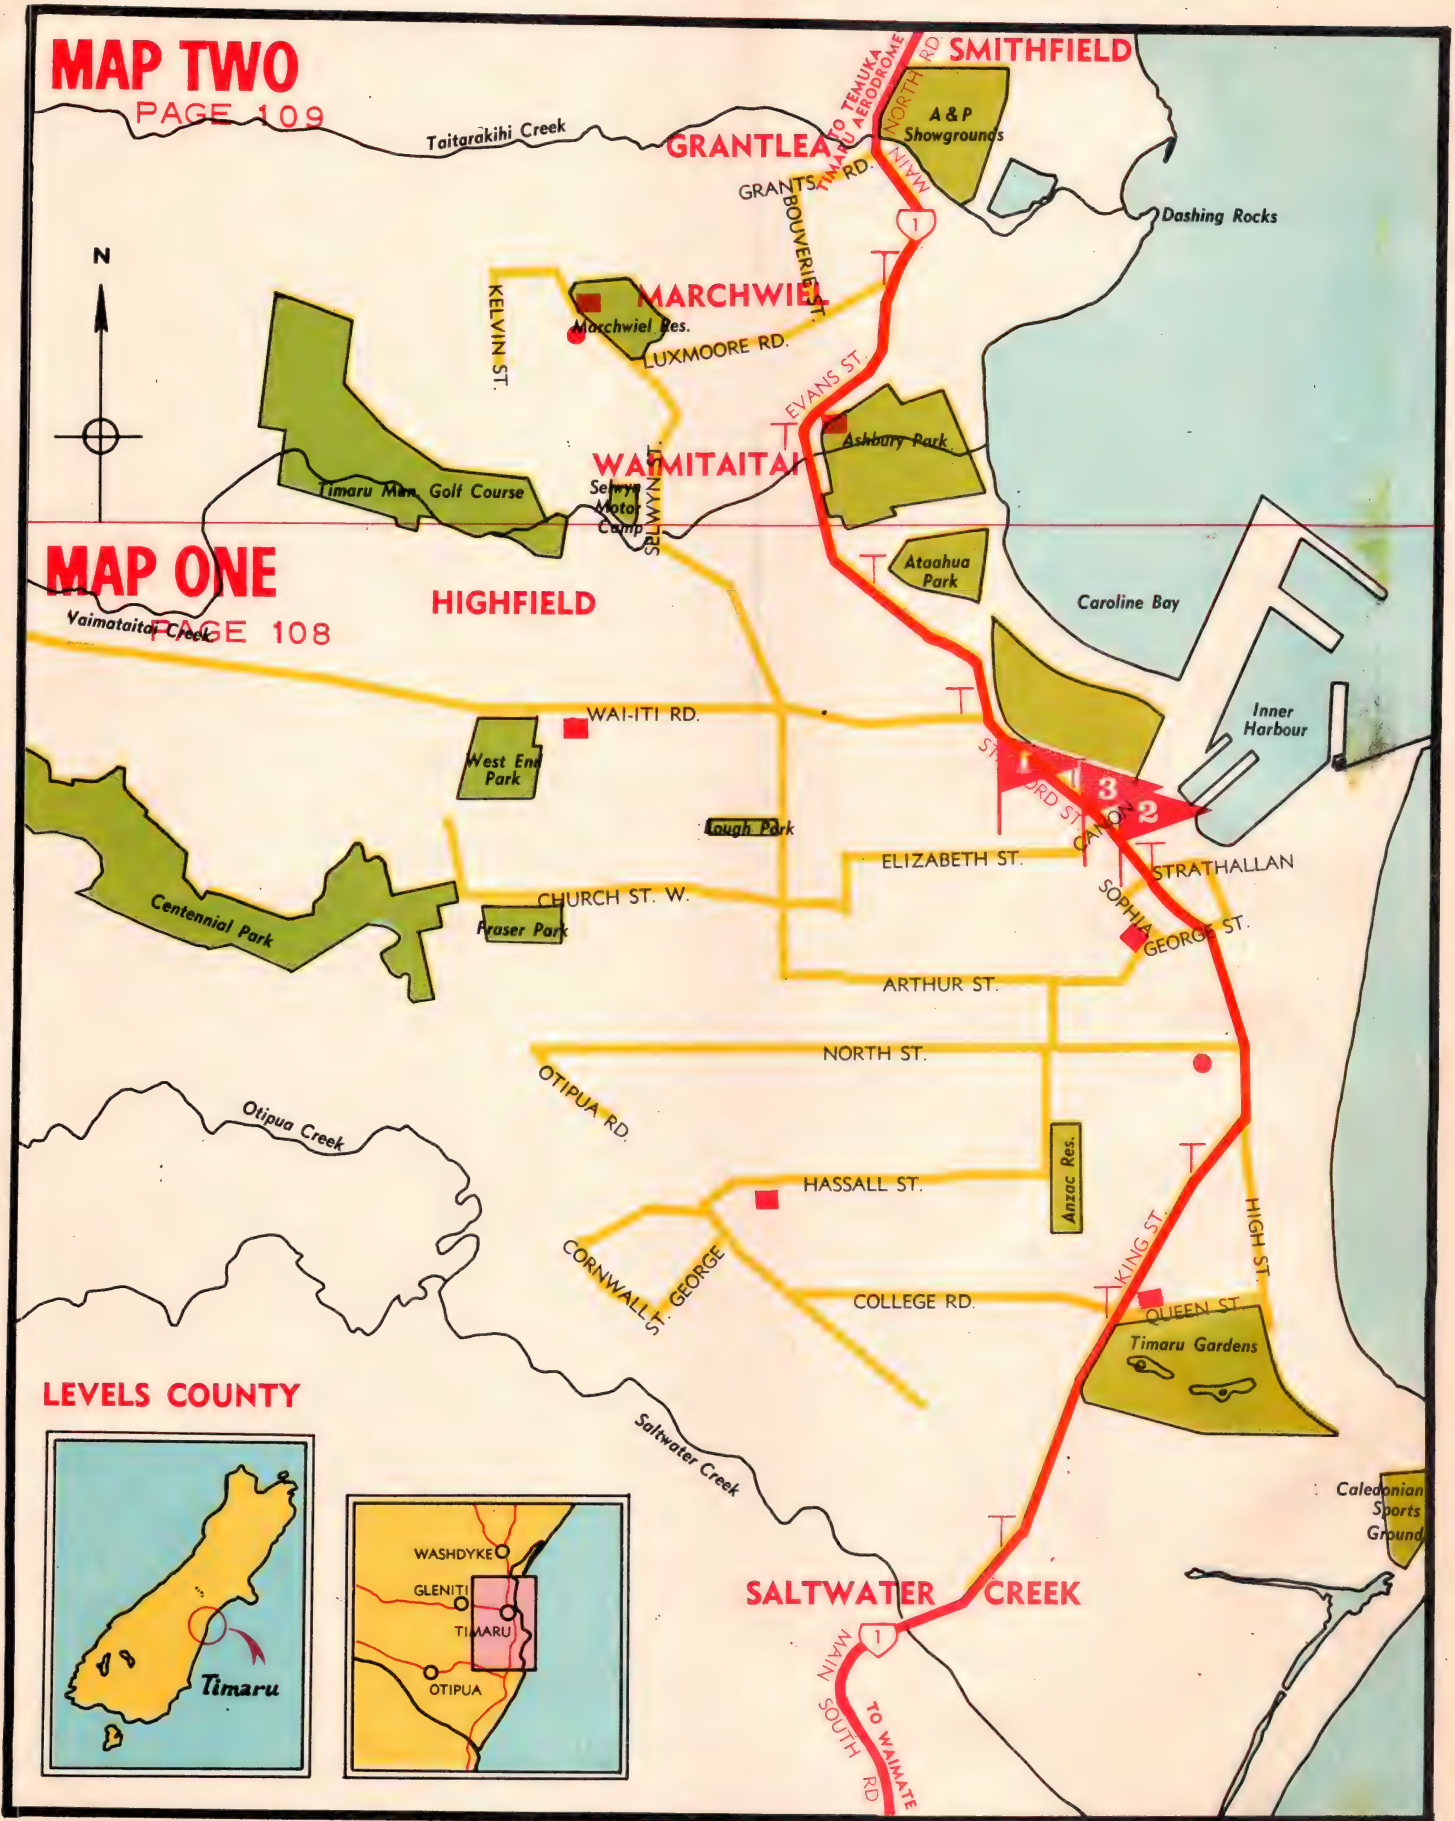 MAP TWO
PAGE 109
SMITHFIELD
TO TEMUKA
TIMARU AERODROME
MAIN NORTH RD.
A & P
Showgrounds
Taitarakihi Creek
GRANTLEA
GRANTS RD.
BOUVERIE ST.
1
Dashing Rocks
N
KELVIN ST.
MARCHWIEL
Marchwiel Res.
LUXMOORE RD.
EVANS ST.
Ashbury Park
WAIMITAITAI
SELWYN ST.
Selwyn
Motor
Camp
Timaru Mun. Golf Course
MAP ONE
PAGE 108
Vaimataitai Creek
HIGHFIELD
Ataahua
Park
Caroline Bay
WAI-ITI RD.
West End
Park
Inner
Harbour
STAFFORD ST.
1
3
2
CANON
Lough Park
ELIZABETH ST.
STRATHALLAN
CHURCH ST. W.
SOPHIA
GEORGE ST.
Centennial Park
Fraser Park
ARTHUR ST.
NORTH ST.
OTIPUA RD.
Otipua Creek
Anzac Res.
HASSALL ST.
KING ST.
HIGH ST.
CORNWALL
ST. GEORGE
COLLEGE RD.
QUEEN ST.
Timaru Gardens
LEVELS COUNTY
Saltwater Creek
Caledonian
Sports
Ground
WASHDYKE
GLENITI
TIMARU
OTIPUA
Timaru
SALTWATER CREEK
1
MAIN SOUTH RD
TO WAIMATE